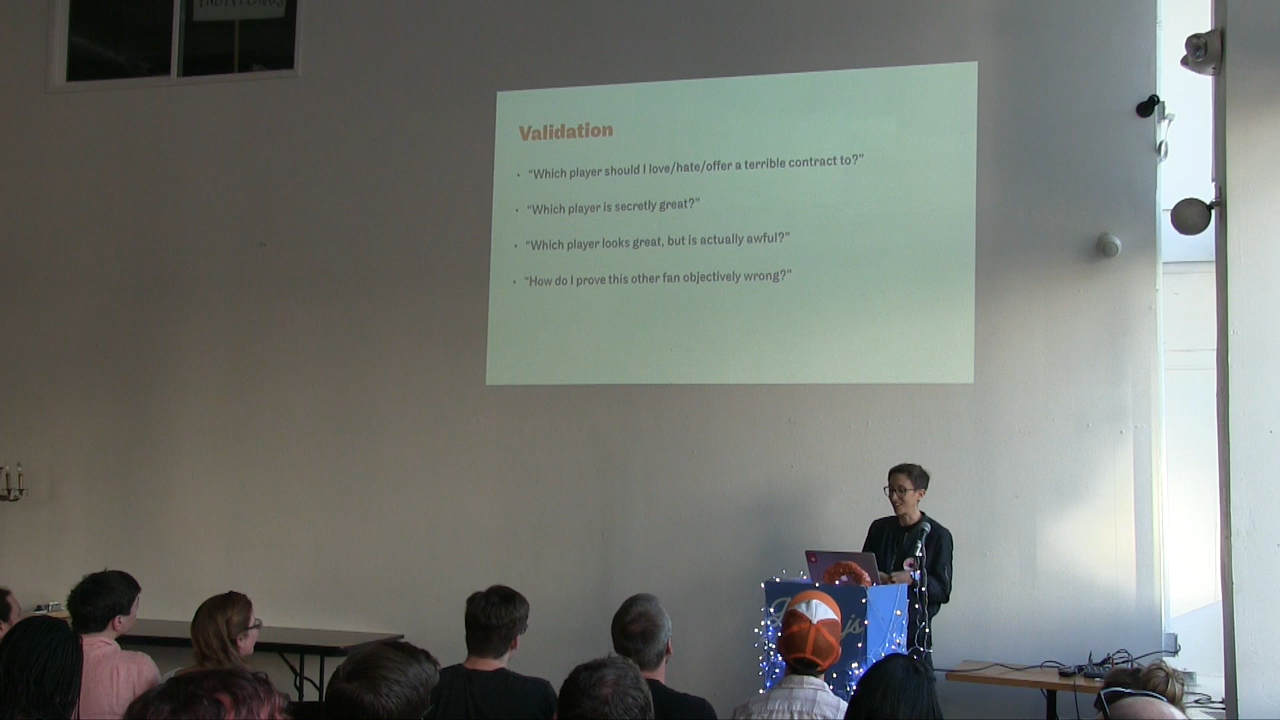 Validation
• “Which player should I love/hate/offer a terrible contract to?”
• “Which player is secretly great?”
• “Which player looks great, but is actually awful?”
• “How do I prove this other fan objectively wrong?”